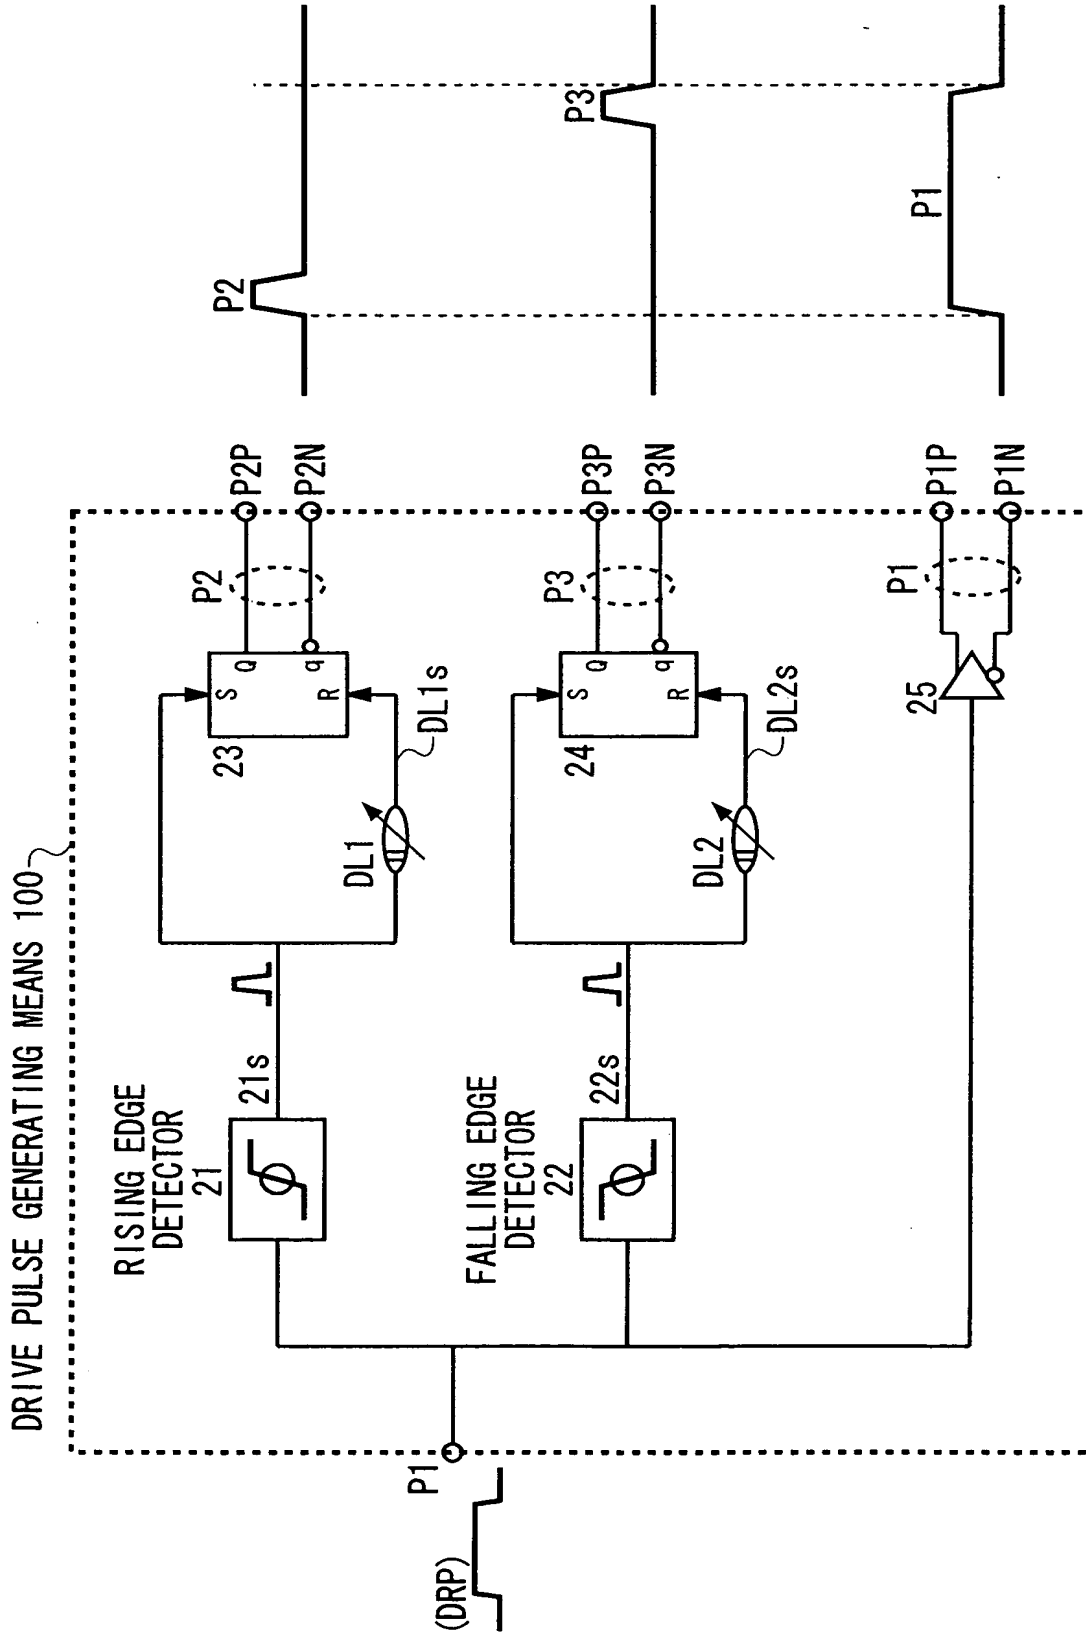 DRIVE PULSE GENERATING MEANS 100
RISING EDGE
DETECTOR
21
21s
DL1
DL1s
23
S
R
Q
q
P2
P2P
P2N
P2
FALLING EDGE
DETECTOR
22
22s
DL2
DL2s
24
S
R
Q
q
P3
P3P
P3N
P3
(DRP)
P1
25
P1
P1P
P1N
P1